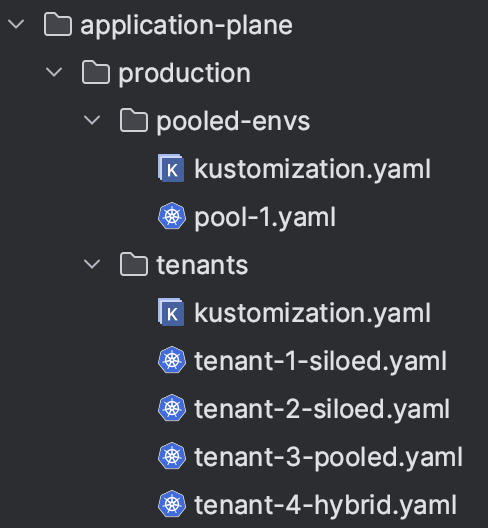 application-plane
production
pooled-envs
K kustomization.yaml
pool-1.yaml
tenants
K kustomization.yaml
tenant-1-siloed.yaml
tenant-2-siloed.yaml
tenant-3-pooled.yaml
tenant-4-hybrid.yaml